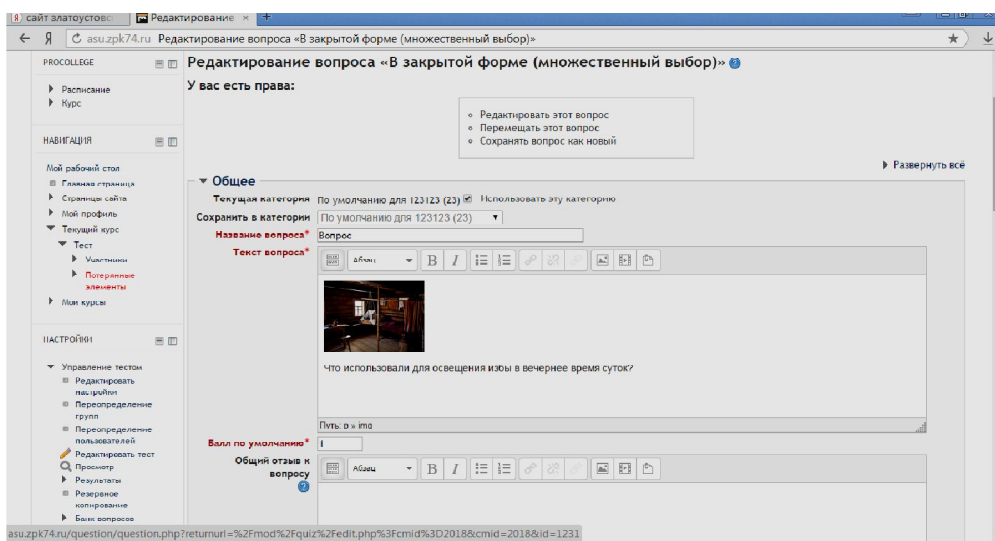 сайт златоустовс
Редактирование ×
asu.zpk74.ru Редактирование вопроса «В закрытой форме (множественный выбор)»
PROCOLLEGE
Расписание
Курс
НАВИГАЦИЯ
Мой рабочий стол
Главная страница
Страницы сайта
Мой профиль
Текущий курс
Тест
Участники
Потерянные
элементы
Мои курсы
НАСТРОЙКИ
Управление тестом
Редактировать
настройки
Переопределение
групп
Переопределение
пользователей
Редактировать тест
Просмотр
Результаты
Резервное
копирование
Банк вопросов
Редактирование вопроса «В закрытой форме (множественный выбор)»
У вас есть права:
Редактировать этот вопрос
Перемещать этот вопрос
Сохранять вопрос как новый
Развернуть всё
Общее
Текущая категория По умолчанию для 123123 (23) Использовать эту категорию
Сохранить в категории По умолчанию для 123123 (23)
Название вопроса* Вопрос
Текст вопроса*
Абзац B I
Что использовали для освещения избы в вечернее время суток?
Путь: p » img
Балл по умолчанию* 1
Общий отзыв к
вопросу
Абзац B I
asu.zpk74.ru/question/question.php?returnurl=%2Fmod%2Fquiz%2Fedit.php%3Fcmid%3D2018&cmid=2018&id=1231